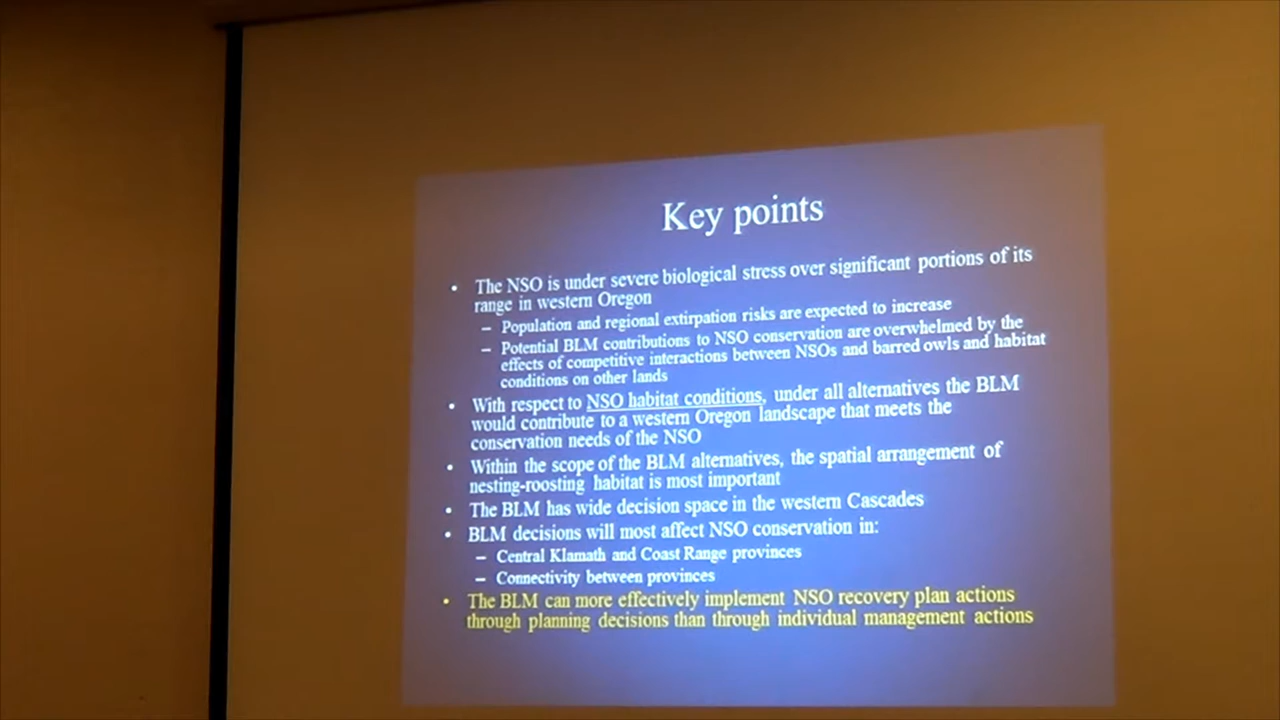 Key points
• The NSO is under severe biological stress over significant portions of its
range in western Oregon
– Population and regional extirpation risks are expected to increase
– Potential BLM contributions to NSO conservation are overwhelmed by the
effects of competitive interactions between NSOs and barred owls and habitat
conditions on other lands
• With respect to NSO habitat conditions, under all alternatives the BLM
would contribute to a western Oregon landscape that meets the
conservation needs of the NSO
• Within the scope of the BLM alternatives, the spatial arrangement of
nesting-roosting habitat is most important
• The BLM has wide decision space in the western Cascades
• BLM decisions will most affect NSO conservation in:
– Central Klamath and Coast Range provinces
– Connectivity between provinces
• The BLM can more effectively implement NSO recovery plan actions
through planning decisions than through individual management actions